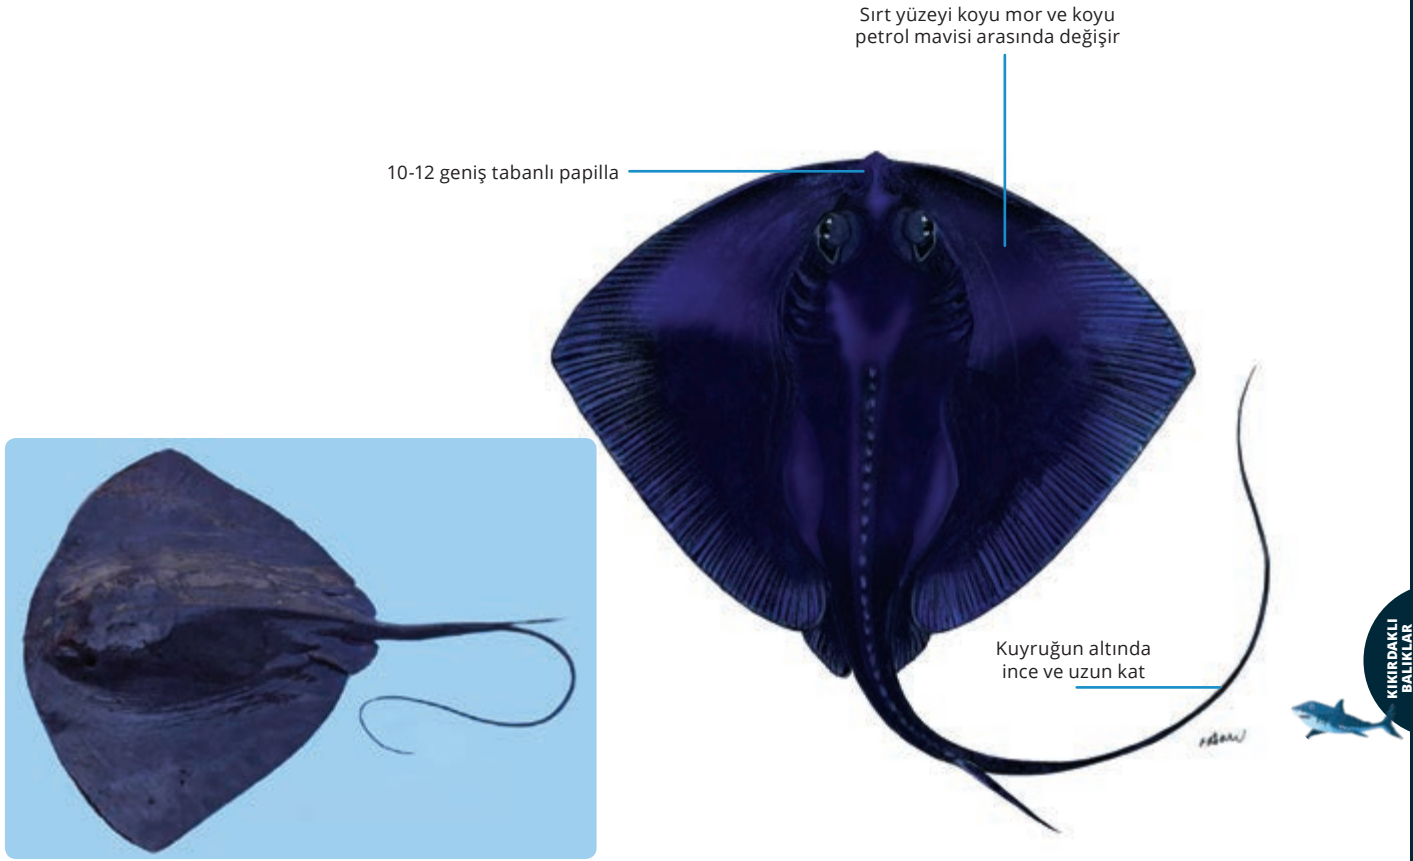 Sırt yüzeyi koyu mor ve koyu
petrol mavisi arasında değişir
10-12 geniş tabanlı papilla
Kuyruğun altında
ince ve uzun kat
KIKIRDAKLI
BALIKLAR